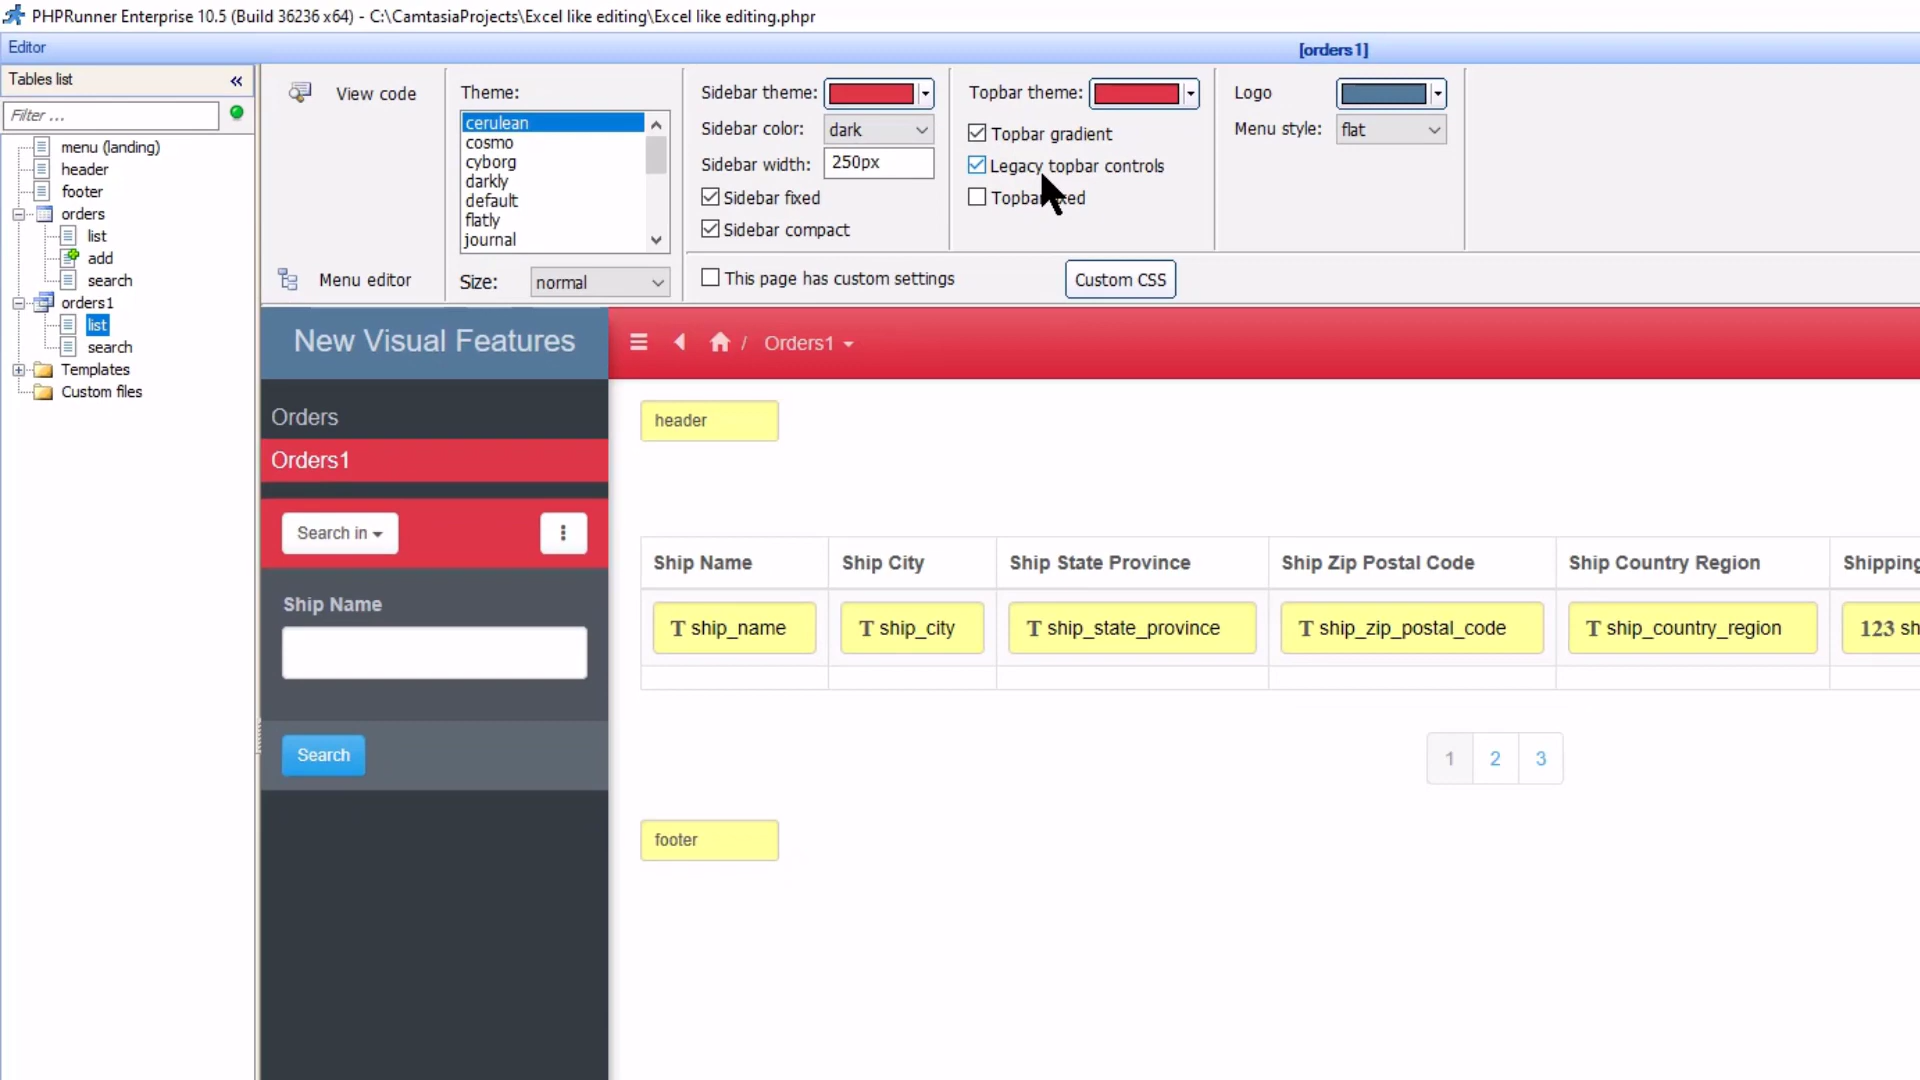 PHPRunner Enterprise 10.5 (Build 36236 x64) - C:\CamtasiaProjects\Excel like editing\Excel like editing.phpr
Editor
[orders1]
Tables list
«
Filter ...
menu (landing)
header
footer
orders
list
add
search
orders1
list
search
Templates
Custom files
View code
Menu editor
Theme:
cerulean
cosmo
cyborg
darkly
default
flatly
journal
Size: normal
Sidebar theme:
Sidebar color: dark
Sidebar width: 250px
Sidebar fixed
Sidebar compact
Topbar theme:
Topbar gradient
Legacy topbar controls
Logo
Menu style: flat
This page has custom settings
Custom CSS
New Visual Features
/ Orders1
Orders
Orders1
Search in
Ship Name
Search
header
Ship Name Ship City Ship State Province Ship Zip Postal Code Ship Country Region Shipping
T ship_name T ship_city T ship_state_province T ship_zip_postal_code T ship_country_region 123 sh
1 2 3
footer